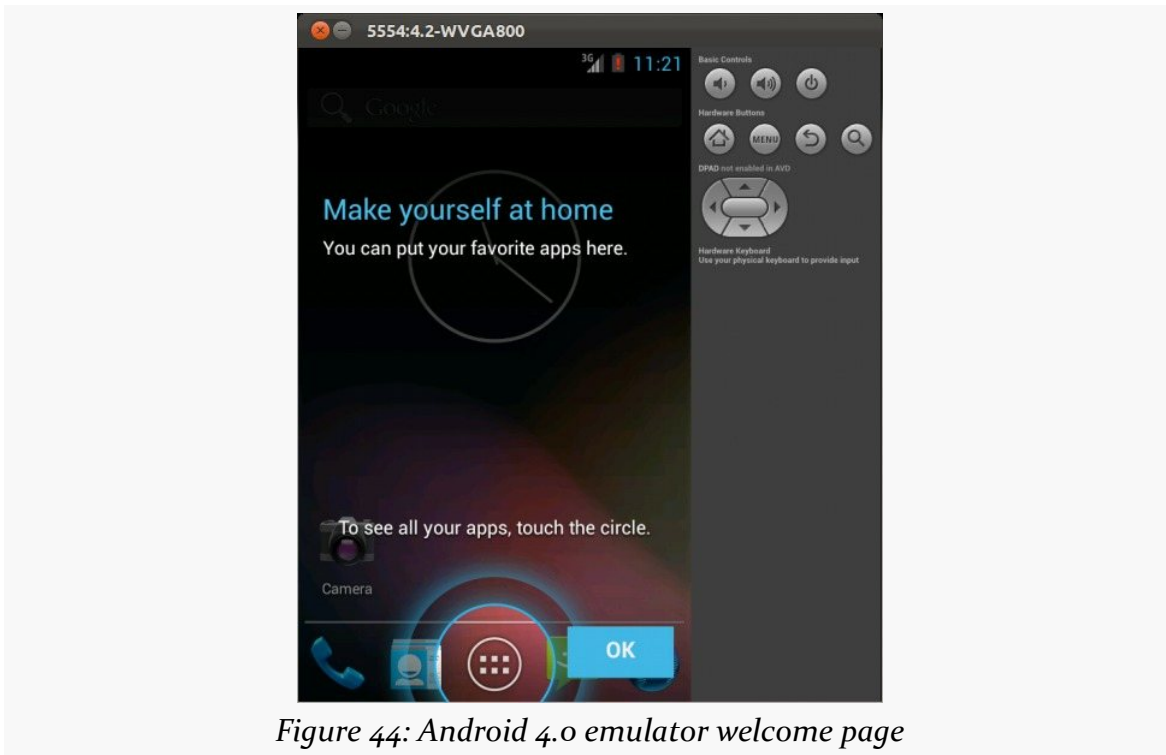 5554:4.2-WVGA800
3G 11:21
Google
Make yourself at home
You can put your favorite apps here.
To see all your apps, touch the circle.
Camera
OK
Basic Controls
Hardware Buttons
MENU
DPAD not enabled in AVD
Hardware Keyboard
Use your physical keyboard to provide input
Figure 44: Android 4.0 emulator welcome page